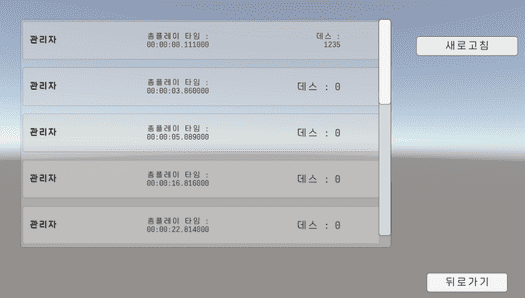 관리자
총플레이 타임 :
00:00:00.111000
데스 :
1235
새로고침
관리자
총플레이 타임 :
00:00:03.860000
데스 : 0
관리자
총플레이 타임 :
00:00:05.089000
데스 : 0
관리자
총플레이 타임 :
00:00:16.816000
데스 : 0
관리자
총플레이 타임 :
00:00:22.814000
데스 : 0
뒤로가기